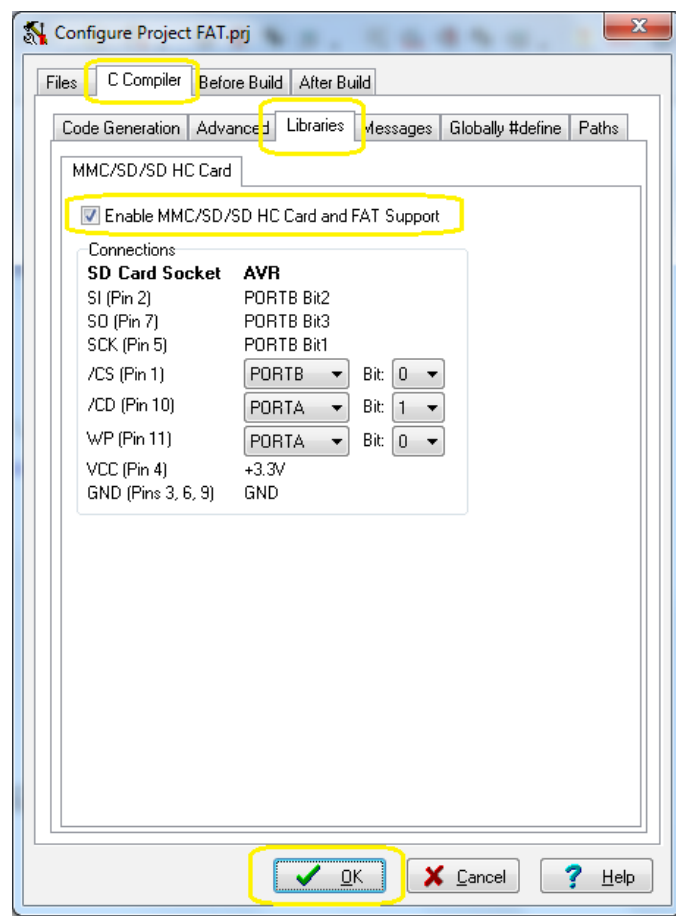 Configure Project FAT.prj
Files C Compiler Before Build After Build
Code Generation Advanced Libraries Messages Globally #define Paths
MMC/SD/SD HC Card
Enable MMC/SD/SD HC Card and FAT Support
Connections
SD Card Socket AVR
SI (Pin 2) PORTB Bit2
SO (Pin 7) PORTB Bit3
SCK (Pin 5) PORTB Bit1
/CS (Pin 1) PORTB Bit: 0
/CD (Pin 10) PORTA Bit: 1
WP (Pin 11) PORTA Bit: 0
VCC (Pin 4) +3.3V
GND (Pins 3, 6, 9) GND
OK Cancel ? Help